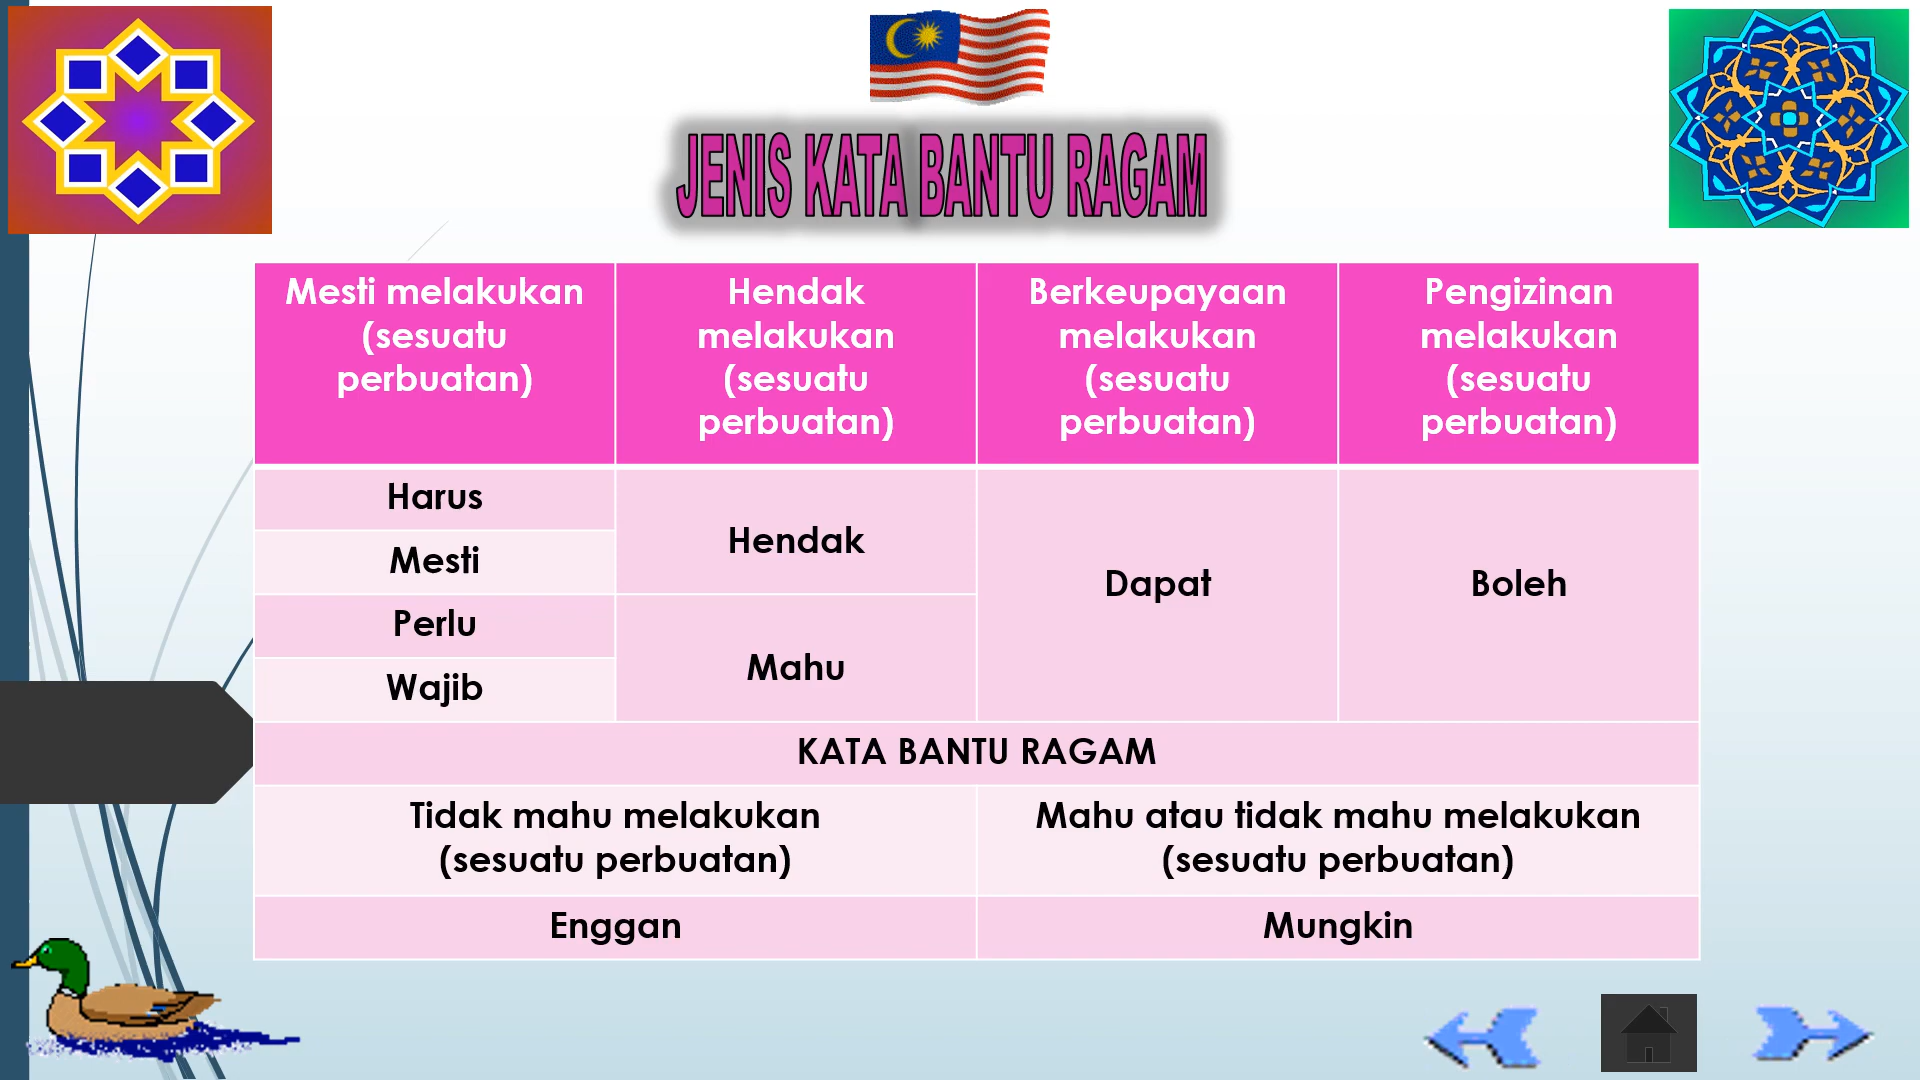 JENIS KATA BANTU RAGAM
Mesti melakukan
(sesuatu
perbuatan)
Hendak
melakukan
(sesuatu
perbuatan)
Berkeupayaan
melakukan
(sesuatu
perbuatan)
Pengizinan
melakukan
(sesuatu
perbuatan)
Harus
Mesti
Perlu
Wajib
Hendak
Mahu
Dapat
Boleh
KATA BANTU RAGAM
Tidak mahu melakukan
(sesuatu perbuatan)
Mahu atau tidak mahu melakukan
(sesuatu perbuatan)
Enggan
Mungkin